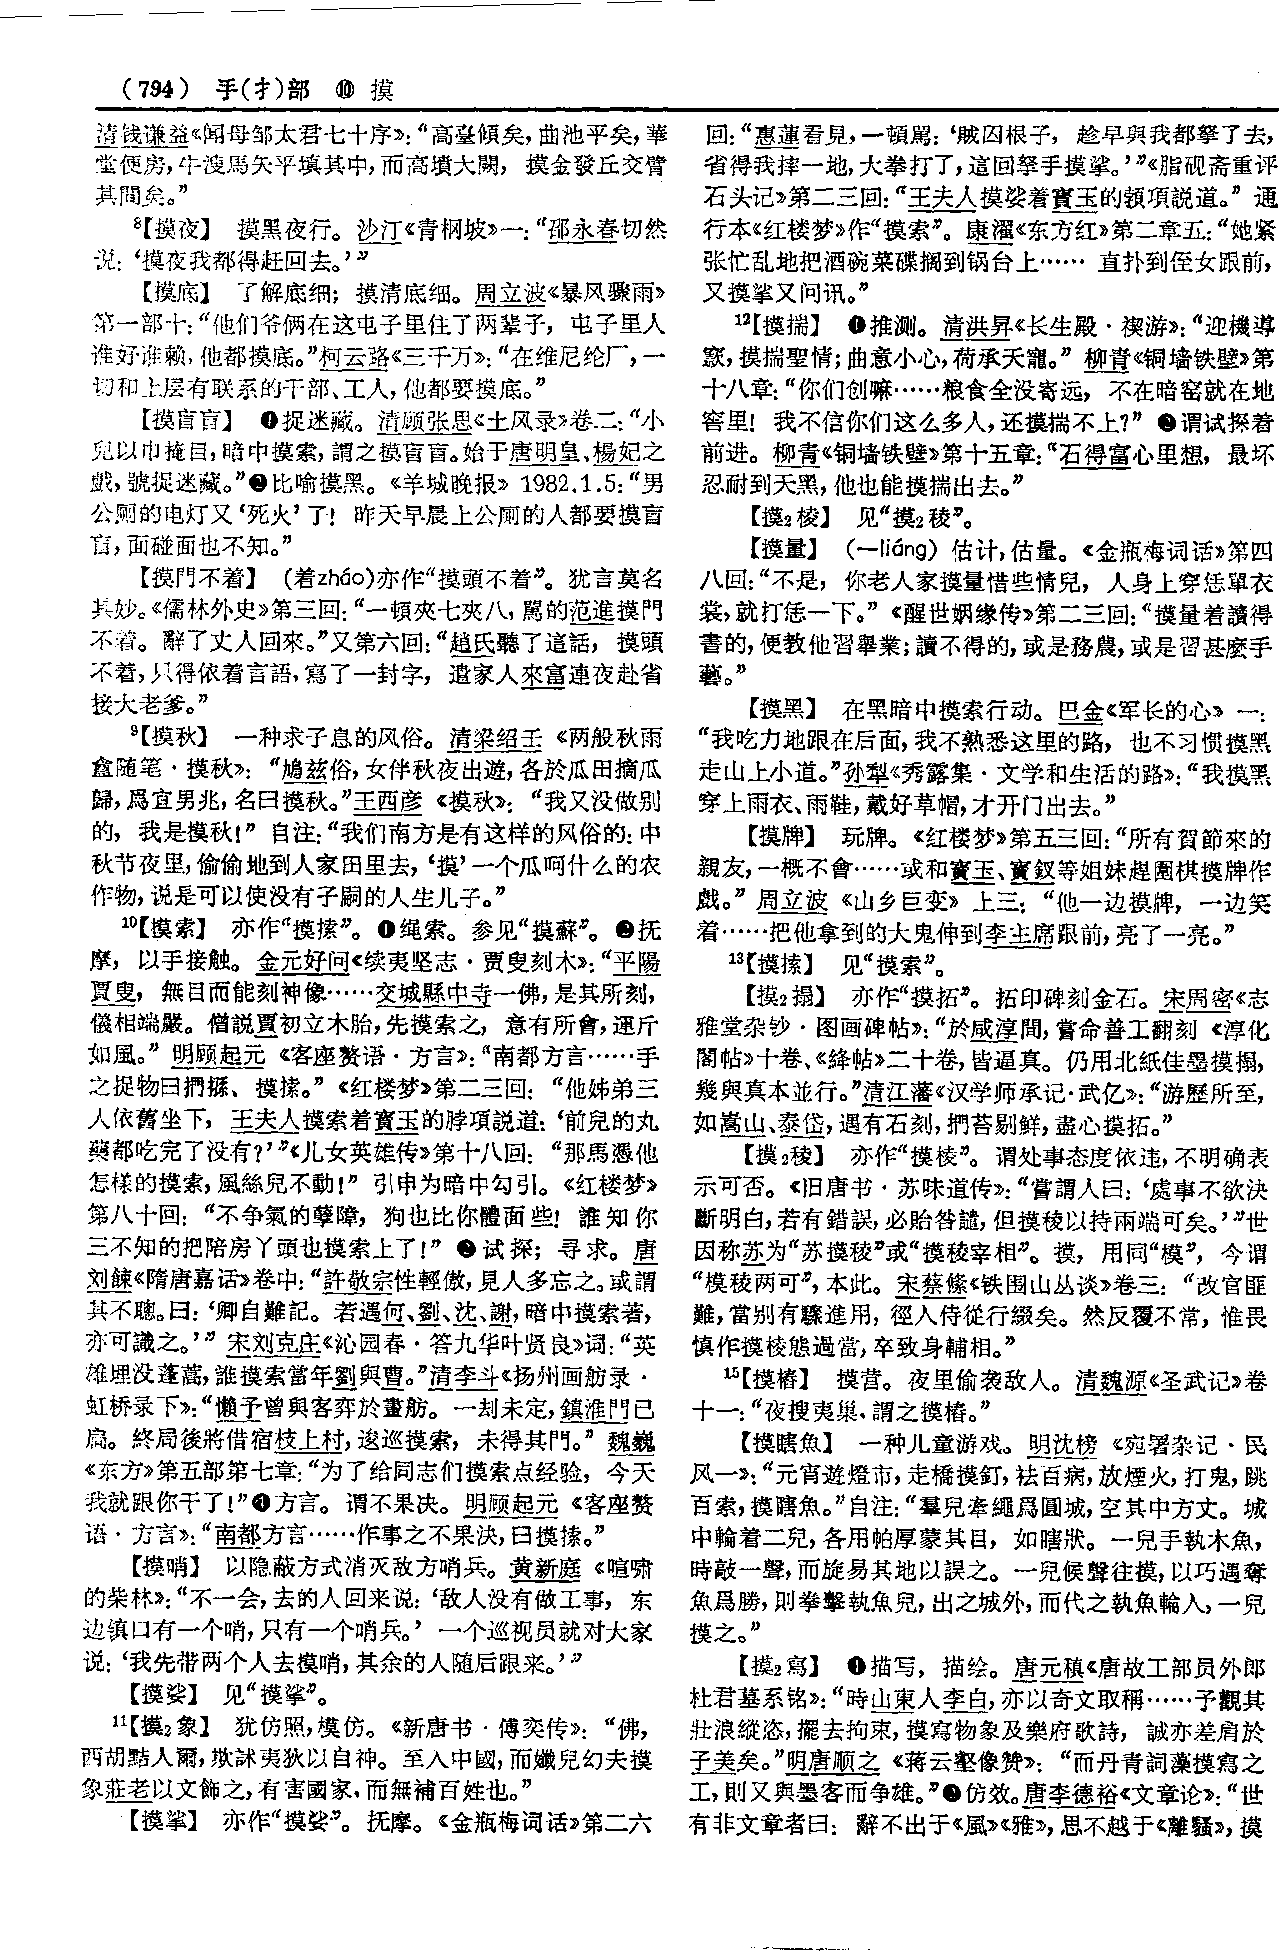 （794） 手(扌)部 ⑩ 摸
清钱谦益《闻母邹太君七十序》：“高臺傾矣，曲池平矣，華
堂便房，牛溲馬矢平填其中，而高墳大闕， 摸金發丘交臂
其間矣。”
8【摸夜】 摸黑夜行。沙汀《青枫坡》一：“邵永春切然
说：‘摸夜我都得赶回去。’”
【摸底】 了解底细；摸清底细。周立波《暴风骤雨》
第一部十：“他们爷俩在这屯子里住了两辈子， 屯子里人
谁好谁赖，他都摸底。”柯云路《三千万》：“在维尼纶厂，一
切和上层有联系的干部、工人，他都要摸底。”
【摸盲盲】 ❶捉迷藏。清顾张思《土风录》卷二：“小
兒以巾掩目，暗中摸索，謂之摸盲盲。始于唐明皇、楊妃之
戲，號捉迷藏。”❷比喻摸黑。《羊城晚报》 1982.1.5：“男
公厕的电灯又‘死火’了！ 昨天早晨上公厕的人都要摸盲
盲，面碰面也不知。”
【摸門不着】 (着zháo)亦作“摸頭不着”。犹言莫名
其妙。《儒林外史》第三回：“一頓夾七夾八，罵的范進摸門
不着。辭了丈人回來。”又第六回：“趙氏聽了這話， 摸頭
不着，只得依着言語，寫了一封字， 遣家人來富連夜赴省
接大老爹。”
9【摸秋】 一种求子息的风俗。清梁绍壬《两般秋雨
盦随笔·摸秋》：“鳩兹俗，女伴秋夜出遊，各於瓜田摘瓜
歸，爲宜男兆，名曰摸秋。”王西彦《摸秋》：“我又没做别
的， 我是摸秋！” 自注：“我们南方是有这样的风俗的：中
秋节夜里，偷偷地到人家田里去，‘摸’一个瓜呵什么的农
作物，说是可以使没有子嗣的人生儿子。”
10【摸索】 亦作“摸搎”。❶绳索。参见“摸蘇”。❷抚
摩， 以手接触。金元好问《续夷坚志·贾叟刻木》：“平陽
賈叟， 無目而能刻神像……交城縣中寺一佛，是其所刻，
儀相端嚴。僧説賈初立木胎，先摸索之， 意有所會，運斤
如風。” 明顾起元《客座赘语·方言》：“南都方言……手
之捉物曰捫搎、摸搎。”《红楼梦》第二三回： “他姊弟三
人依舊坐下， 王夫人摸索着寶玉的脖項説道：‘前兒的丸
藥都吃完了没有？’”《儿女英雄传》第十八回： “那馬憑他
怎樣的摸索，風絲兒不動！” 引申为暗中勾引。《红楼梦》
第八十回： “不争氣的孽障， 狗也比你體面些！ 誰知你
三不知的把陪房丫頭也摸索上了！” ❸试探；寻求。唐
刘餗《隋唐嘉话》卷中：“許敬宗性輕傲，見人多忘之。或謂
其不聰。曰：‘卿自難記。若遇何、劉、沈、謝，暗中摸索著，
亦可識之。’” 宋刘克庄《沁园春·答九华叶贤良》词：“英
雄埋没蓬蒿，誰摸索當年劉與曹。”清李斗《扬州画舫录·
虹桥录下》：“懶予曾與客弈於畫舫。一刦未定，鎮淮門已
扃。終局後將借宿枝上村，逡巡摸索， 未得其門。” 魏巍
《东方》第五部第七章：“为了给同志们摸索点经验， 今天
我就跟你干了！”❹方言。谓不果决。明顾起元《客座赘
语·方言》：“南都方言……作事之不果決，曰摸搎。”
【摸哨】 以隐蔽方式消灭敌方哨兵。黄新庭《喧啸
的柴林》：“不一会，去的人回来说：‘敌人没有做工事， 东
边镇口有一个哨，只有一个哨兵。’ 一个巡视员就对大家
说：‘我先带两个人去摸哨，其余的人随后跟来。’”
【摸娑】 见“摸挲”。
11【摸₂象】 犹仿照，模仿。《新唐书·傅奕传》：“佛，
西胡黠人爾，欺訹夷狄以自神。至入中國，而孅兒幻夫摸
象莊老以文飾之，有害國家，而無補百姓也。”
【摸挲】 亦作“摸娑”。抚摩。《金瓶梅词话》第二六
回：“惠蓮看見，一頓罵：‘賊囚根子， 趁早與我都拏了去，
省得我摔一地，大拳打了，這回拏手摸挲。’”《脂砚斋重评
石头记》第二三回：“王夫人摸娑着寶玉的頸項説道。” 通
行本《红楼梦》作“摸索”。康濯《东方红》第二章五：“她紧
张忙乱地把酒碗菜碟搁到锅台上…… 直扑到侄女跟前，
又摸挲又问讯。”
12【摸揣】 ❶推测。清洪昇《长生殿·禊游》：“迎機導
窾，摸揣聖情；曲意小心，荷承天寵。” 柳青《铜墙铁壁》第
十八章：“你们创嘛……粮食全没寄远， 不在暗窑就在地
窖里！ 我不信你们这么多人，还摸揣不上？” ❷谓试探着
前进。柳青《铜墙铁壁》第十五章：“石得富心里想， 最坏
忍耐到天黑，他也能摸揣出去。”
【摸₂棱】 见“摸₂稜”。
【摸量】 (—liáng) 估计，估量。《金瓶梅词话》第四
八回：“不是， 你老人家摸量惜些情兒， 人身上穿恁單衣
裳，就打恁一下。” 《醒世姻缘传》第二三回：“摸量着讀得
書的，便教他習舉業；讀不得的，或是務農，或是習甚麽手
藝。”
【摸黑】 在黑暗中摸索行动。巴金《军长的心》 一：
“我吃力地跟在后面，我不熟悉这里的路， 也不习惯摸黑
走山上小道。”孙犁《秀露集·文学和生活的路》：“我摸黑
穿上雨衣、雨鞋，戴好草帽，才开门出去。”
【摸牌】 玩牌。《红楼梦》第五三回：“所有賀節來的
親友，一概不會……或和寶玉、寶釵等姐妹趕圍棋摸牌作
戲。” 周立波《山乡巨变》上三：“他一边摸牌， 一边笑
着……把他拿到的大鬼伸到李主席跟前，亮了一亮。”
13【摸搎】 见“摸索”。
【摸₂搨】 亦作“摸拓”。拓印碑刻金石。宋周密《志
雅堂杂钞·图画碑帖》：“於咸淳間，嘗命善工翻刻《淳化
閣帖》十卷、《絳帖》二十卷，皆逼真。仍用北紙佳墨摸搨，
幾與真本並行。”清江藩《汉学师承记·武亿》：“游歷所至，
如嵩山、泰岱，遇有石刻，捫苔剔鮮，盡心摸拓。”
【摸₂稜】 亦作“摸棱”。谓处事态度依违，不明确表
示可否。《旧唐书·苏味道传》：“嘗謂人曰：‘處事不欲決
斷明白，若有錯誤，必貽咎譴，但摸稜以持兩端可矣。’”世
因称苏为“苏摸稜”或“摸稜宰相”。摸， 用同“模”， 今谓
“模稜两可”，本此。宋蔡絛《铁围山丛谈》卷三： “改官匪
難，當别有驟進用， 徑入侍從行綴矣。然反覆不常， 惟畏
慎作摸棱態過當，卒致身輔相。”
15【摸樁】 摸营。夜里偷袭敌人。清魏源《圣武记》卷
十一：“夜搜夷巢，謂之摸樁。”
【摸瞎魚】 一种儿童游戏。明沈榜《宛署杂记·民
风一》：“元宵遊燈市，走橋摸釘，祛百病，放煙火，打鬼，跳
百索，摸瞎魚。”自注：“羣兒牽繩爲圓城，空其中方丈。城
中輪着二兒，各用帕厚蒙其目， 如瞎狀。一兒手執木魚，
時敲一聲，而旋易其地以誤之。一兒候聲往摸，以巧遇奪
魚爲勝，則拳擊執魚兒，出之城外，而代之執魚輪入，一兒
摸之。”
【摸₂寫】 ❶描写， 描绘。唐元稹《唐故工部员外郎
杜君墓系铭》：“時山東人李白，亦以奇文取稱……予觀其
壯浪縱恣，擺去拘束，摸寫物象及樂府歌詩， 誠亦差肩於
子美矣。”明唐顺之《蒋云壑像赞》： “而丹青詞藻摸寫之
工，則又與墨客而争雄。”❷仿效。唐李德裕《文章论》：“世
有非文章者曰： 辭不出于《風》《雅》，思不越于《離騷》，摸